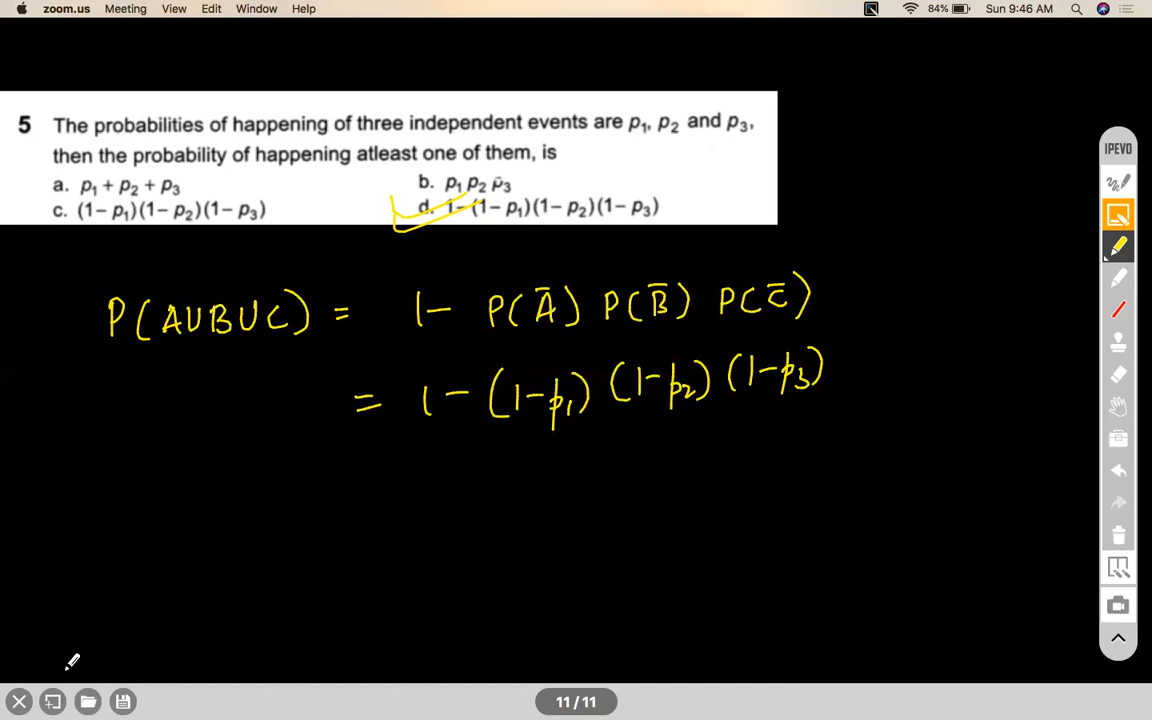 zoom.us Meeting View Edit Window Help 84% Sun 9:46 AM
5 The probabilities of happening of three independent events are p₁, p₂ and p₃,
then the probability of happening atleast one of them, is
a. p₁ + p₂ + p₃ b. p₁ p₂ p₃
c. (1– p₁)(1– p₂)(1– p₃) d. 1– (1– p₁)(1– p₂)(1– p₃)
P(AUBUC) = 1- P(Ā) P(B̄) P(C̄)
= 1 - (1-p₁) (1-p₂) (1-p₃)
IPEVO
11 / 11